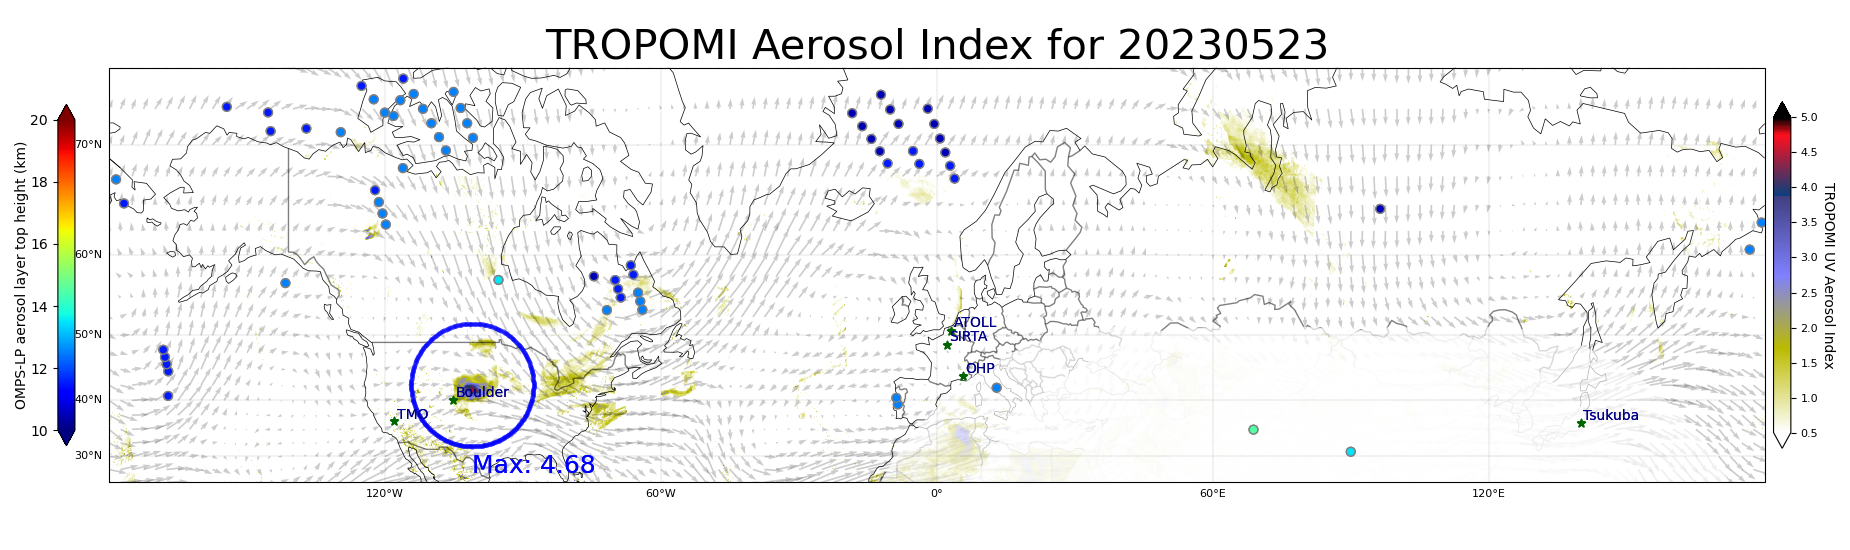 TROPOMI Aerosol Index for 20230523
OMPS-LP aerosol layer top height (km)
20
18
16
14
12
10
70°N
60°N
50°N
40°N
30°N
120°W
60°W
0°
60°E
120°E
ATOLL
SIRTA
OHP
Boulder
TMO
Tsukuba
Max: 4.68
5.0
4.5
4.0
3.5
3.0
2.5
2.0
1.5
1.0
0.5
TROPOMI UV Aerosol Index